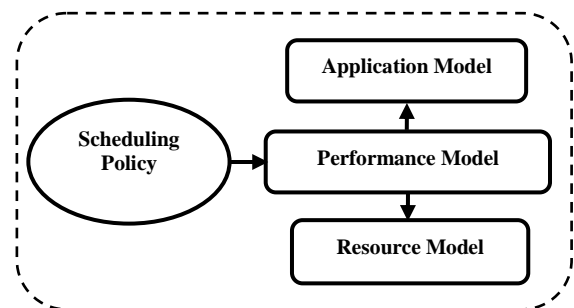 Application Model
Scheduling
Policy
Performance Model
Resource Model